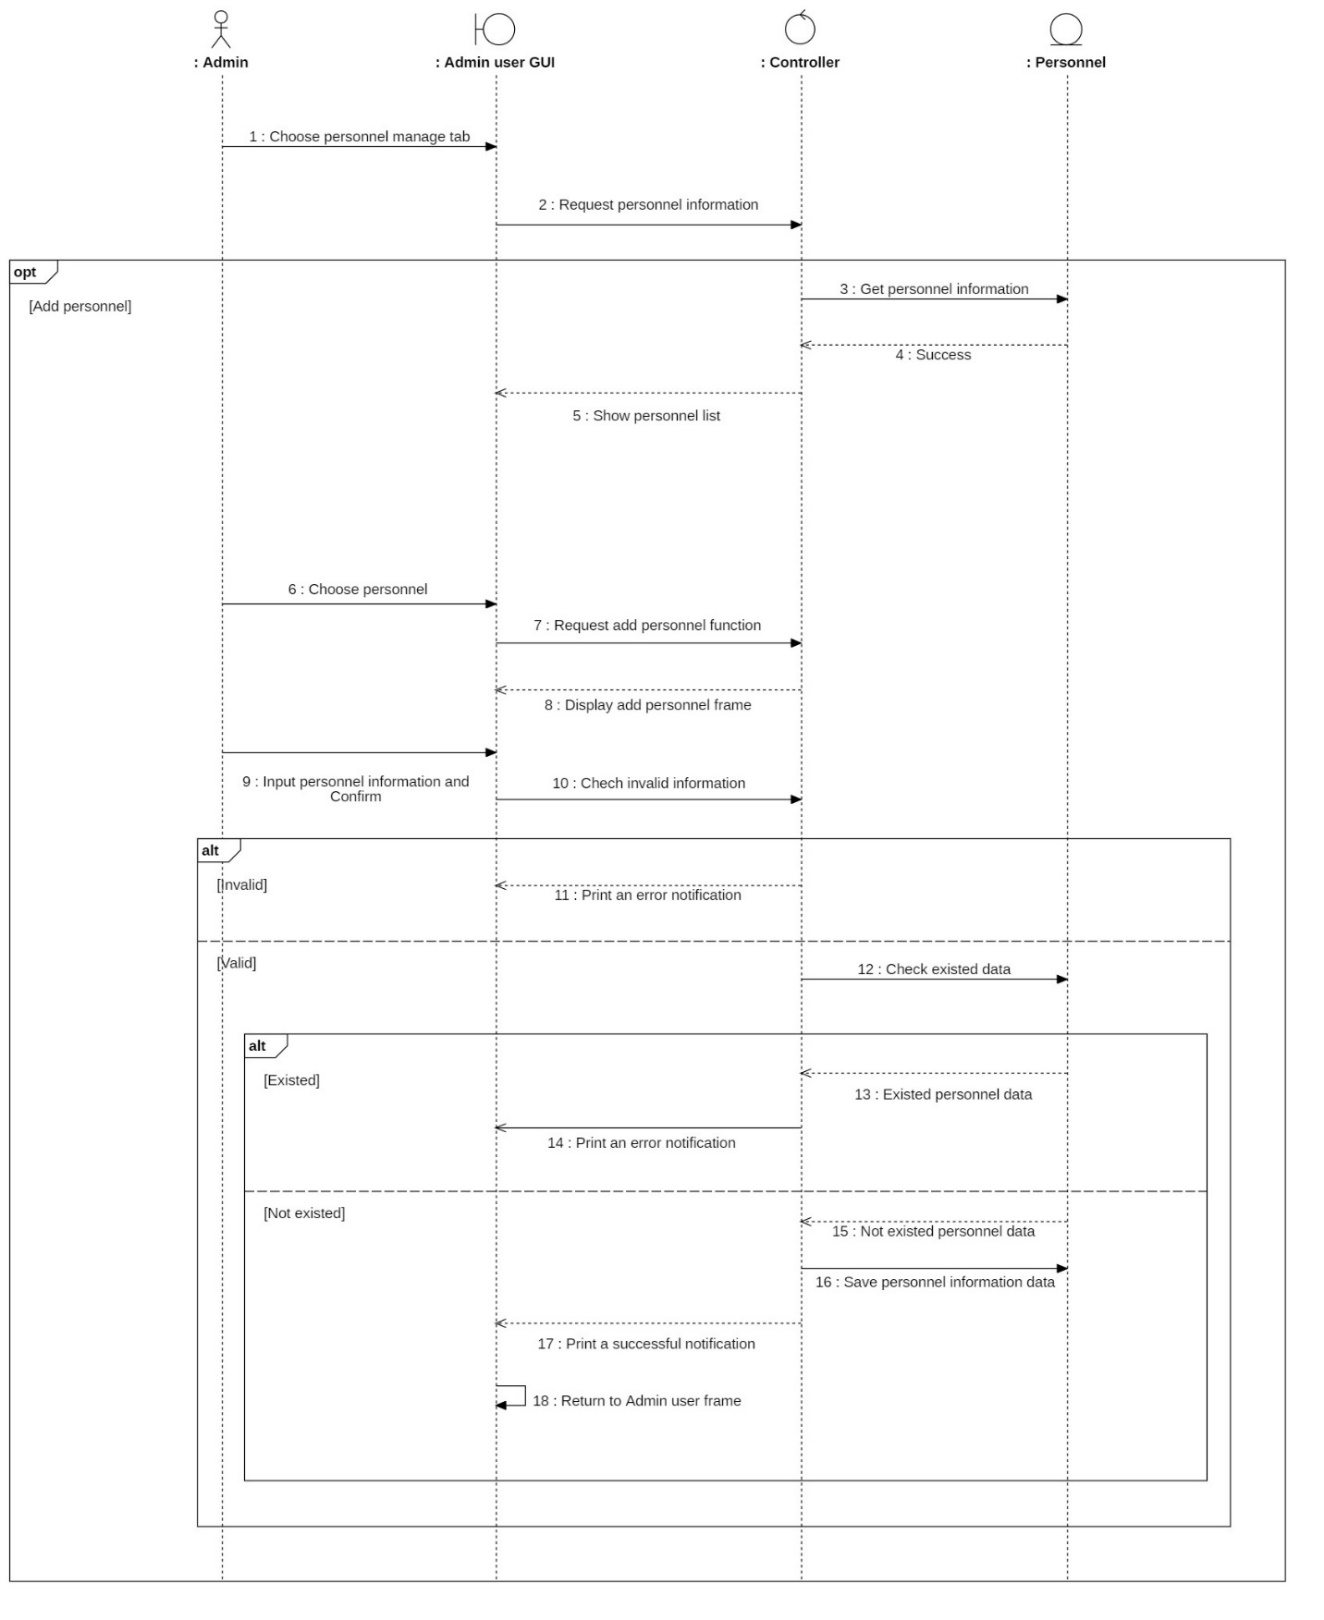 : Admin
: Admin user GUI
: Controller
: Personnel
1 : Choose personnel manage tab
2 : Request personnel information
opt
[Add personnel]
3 : Get personnel information
4 : Success
5 : Show personnel list
6 : Choose personnel
7 : Request add personnel function
8 : Display add personnel frame
9 : Input personnel information and
Confirm
10 : Chech invalid information
alt
[Invalid]
11 : Print an error notification
[Valid]
12 : Check existed data
alt
[Existed]
13 : Existed personnel data
14 : Print an error notification
[Not existed]
15 : Not existed personnel data
16 : Save personnel information data
17 : Print a successful notification
18 : Return to Admin user frame